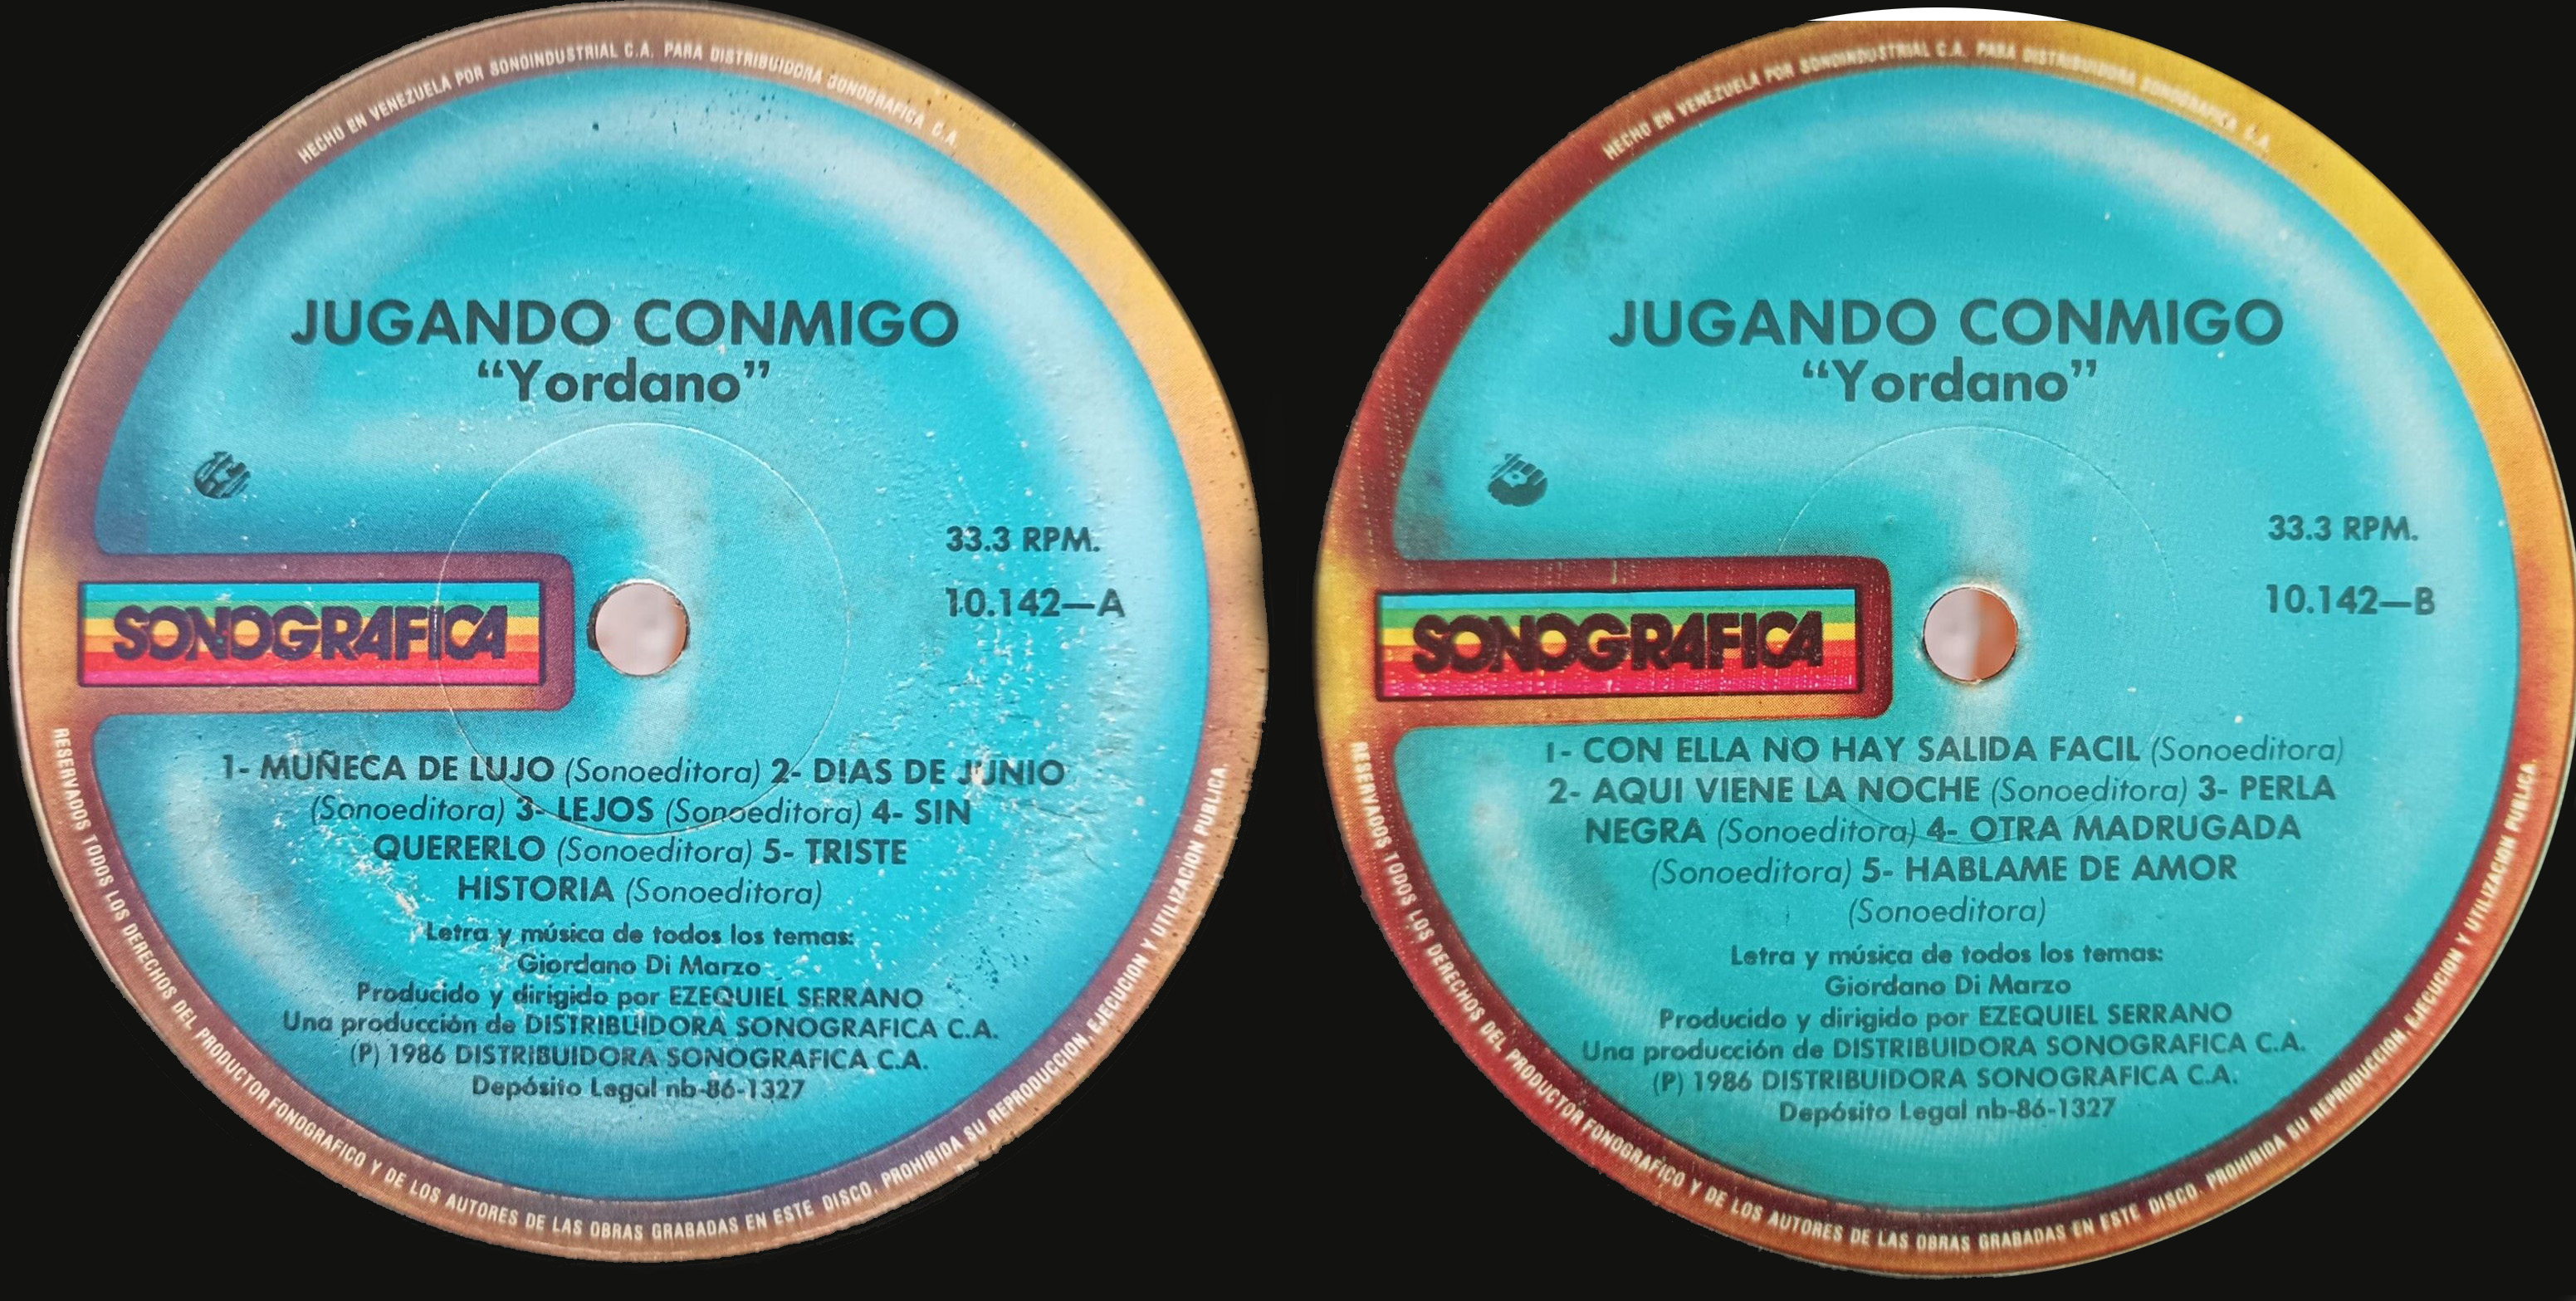 HECHO EN VENEZUELA POR SONOINDUSTRIAL C.A. PARA DISTRIBUIDORA SONOGRAFICA C.A.
JUGANDO CONMIGO
“Yordano”
33.3 RPM.
10.142—A
SONOGRAFICA
1- MUÑECA DE LUJO (Sonoeditora) 2- DIAS DE JUNIO
(Sonoeditora) 3- LEJOS (Sonoeditora) 4- SIN
QUERERLO (Sonoeditora) 5- TRISTE
HISTORIA (Sonoeditora)
Letra y música de todos los temas:
Giordano Di Marzo
Producido y dirigido por EZEQUIEL SERRANO
Una producción de DISTRIBUIDORA SONOGRAFICA C.A.
(P) 1986 DISTRIBUIDORA SONOGRAFICA C.A.
Depósito Legal nb-86-1327
RESERVADOS TODOS LOS DERECHOS DEL PRODUCTOR FONOGRAFICO Y DE LOS AUTORES DE LAS OBRAS GRABADAS EN ESTE DISCO. PROHIBIDA SU REPRODUCCION, EJECUCION Y UTILIZACION PUBLICA.
HECHO EN VENEZUELA POR SONOINDUSTRIAL C.A. PARA DISTRIBUIDORA SONOGRAFICA C.A.
JUGANDO CONMIGO
“Yordano”
33.3 RPM.
10.142—B
SONOGRAFICA
1- CON ELLA NO HAY SALIDA FACIL (Sonoeditora)
2- AQUI VIENE LA NOCHE (Sonoeditora) 3- PERLA
NEGRA (Sonoeditora) 4- OTRA MADRUGADA
(Sonoeditora) 5- HABLAME DE AMOR
(Sonoeditora)
Letra y música de todos los temas:
Giordano Di Marzo
Producido y dirigido por EZEQUIEL SERRANO
Una producción de DISTRIBUIDORA SONOGRAFICA C.A.
(P) 1986 DISTRIBUIDORA SONOGRAFICA C.A.
Depósito Legal nb-86-1327
RESERVADOS TODOS LOS DERECHOS DEL PRODUCTOR FONOGRAFICO Y DE LOS AUTORES DE LAS OBRAS GRABADAS EN ESTE DISCO. PROHIBIDA SU REPRODUCCION, EJECUCION Y UTILIZACION PUBLICA.